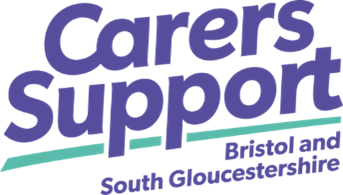 Carers
Support
Bristol and
South Gloucestershire